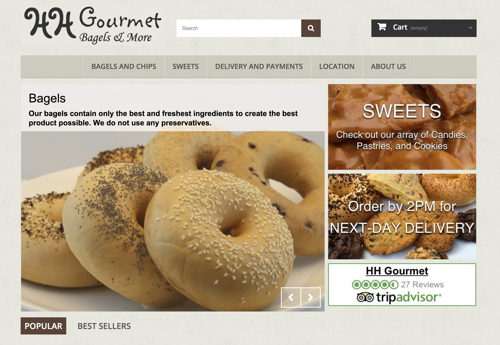 HH Gourmet
Bagels & More
Search
Cart (empty)
BAGELS AND CHIPS
SWEETS
DELIVERY AND PAYMENTS
LOCATION
ABOUT US
Bagels
Our bagels contain only the best and freshest ingredients to create the best
product possible. We do not use any preservatives.
SWEETS
Check out our array of Candies,
Pastries, and Cookies
Order by 2PM for
NEXT-DAY DELIVERY
HH Gourmet
27 Reviews
tripadvisor®
POPULAR
BEST SELLERS